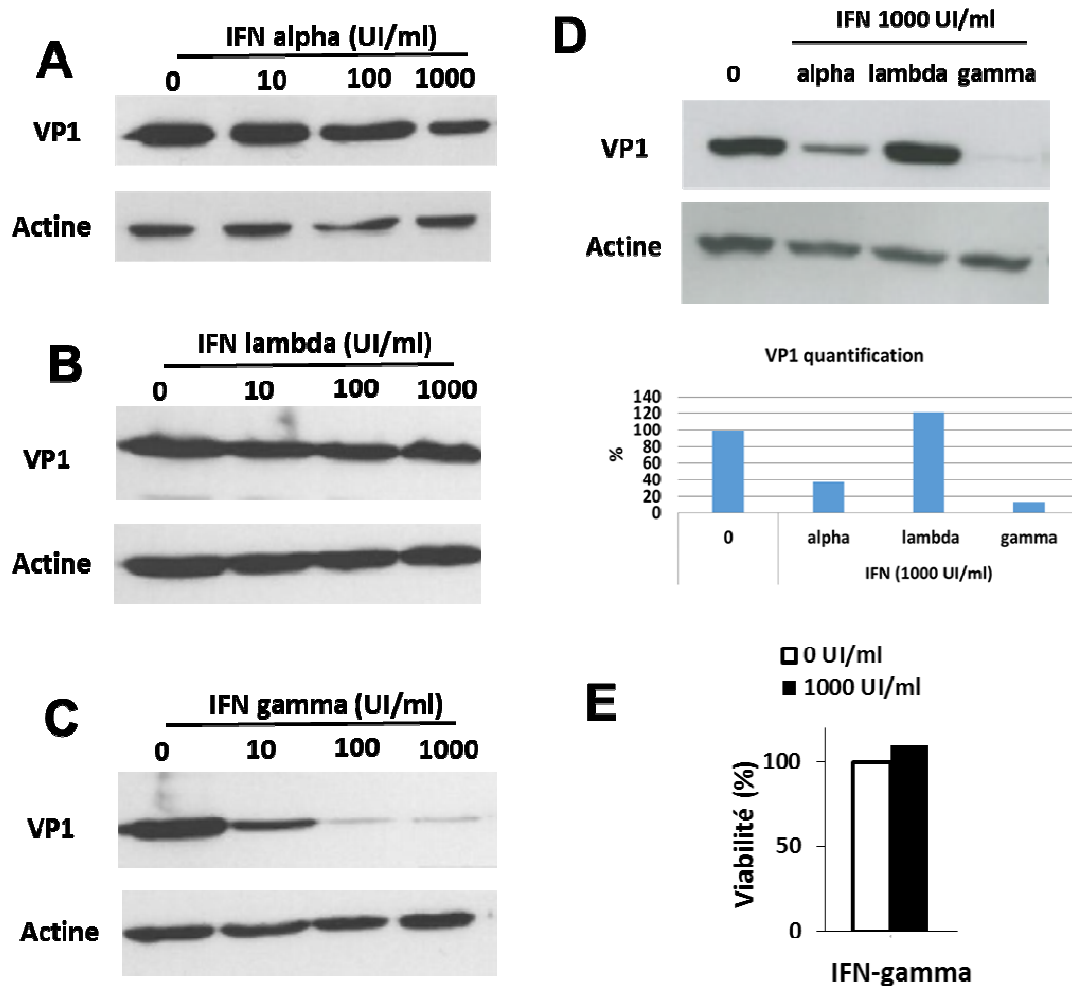 A
IFN alpha (UI/ml)
0 10 100 1000
VP1
Actine
B
IFN lambda (UI/ml)
0 10 100 1000
VP1
Actine
C
IFN gamma (UI/ml)
0 10 100 1000
VP1
Actine
D
IFN 1000 UI/ml
0 alpha lambda gamma
VP1
Actine
VP1 quantification
%
140
120
100
80
60
40
20
0
0 alpha lambda gamma
IFN (1000 UI/ml)
E
0 UI/ml
1000 UI/ml
Viabilité (%)
100
50
0
IFN-gamma